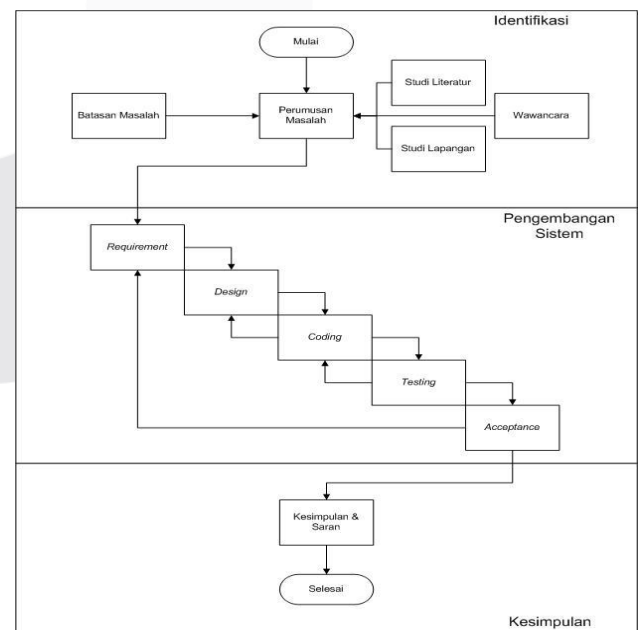 Identifikasi
Mulai
Studi Literatur
Batasan Masalah
Perumusan
Masalah
Wawancara
Studi Lapangan
Pengembangan
Sistem
Requirement
Design
Coding
Testing
Acceptance
Kesimpulan &
Saran
Selesai
Kesimpulan